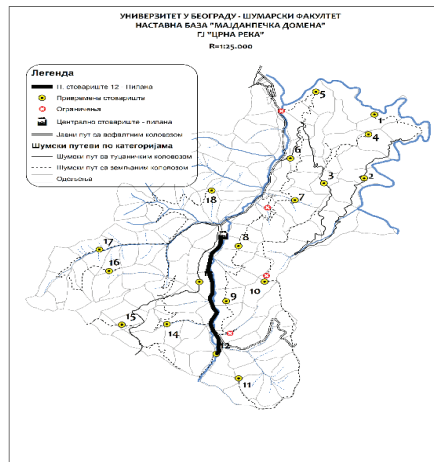 УНИВЕРЗИТЕТ У БЕОГРАДУ - ШУМАРСКИ ФАКУЛТЕТ
НАСТАВНА БАЗА "МАЈДАНПЕЧКА ДОМЕНА"
ГЈ "ЦРНА РЕКА"
R=1:25.000
Легенда
П. стовариште 12 - Пилана
Привремена стоваришта
Ограничења
Централно стовариште - пилана
Јавни пут са асфалтним коловозом
Шумски путеви по категоријама
Шумски пут са туцаничким коловозом
Шумски пут са земљаним коловозом
Одељења
5
1
4
6
2
3
7
18
8
17
16
10
9
15
14
12
11